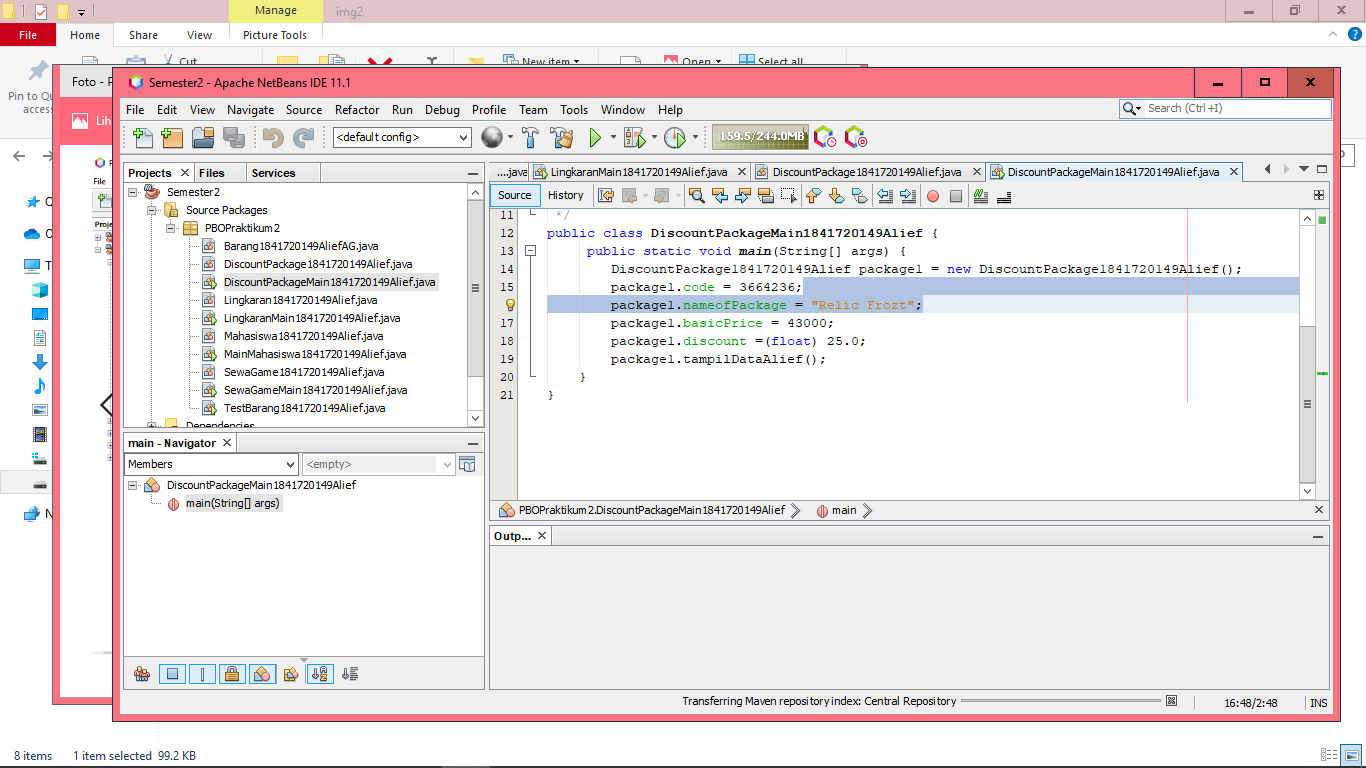 Manage
img2
File
Home
Share
View
Picture Tools
Cut
New item
Open
Select all
Pin to Qu
access
Foto - P
Lih
File
Proje
Semester2 - Apache NetBeans IDE 11.1
File Edit View Navigate Source Refactor Run Debug Profile Team Tools Window Help
Search (Ctrl+I)
<default config>
159.5/244.0MB
Projects
Files
Services
Semester2
Source Packages
PBOPraktikum2
Barang1841720149AliefAG.java
DiscountPackage1841720149Alief.java
DiscountPackageMain1841720149Alief.java
Lingkaran1841720149Alief.java
LingkaranMain1841720149Alief.java
Mahasiswa1841720149Alief.java
MainMahasiswa1841720149Alief.java
SewaGame1841720149Alief.java
SewaGameMain1841720149Alief.java
TestBarang1841720149Alief.java
Dependencies
main - Navigator
Members
<empty>
DiscountPackageMain1841720149Alief
main(String[] args)
....java
LingkaranMain1841720149Alief.java
DiscountPackage1841720149Alief.java
DiscountPackageMain1841720149Alief.java
Source
History
11 */
12 public class DiscountPackageMain1841720149Alief {
13 public static void main(String[] args) {
14 DiscountPackage1841720149Alief package1 = new DiscountPackage1841720149Alief();
15 package1.code = 3664236;
package1.nameofPackage = "Relic Frozt";
17 package1.basicPrice = 43000;
18 package1.discount =(float) 25.0;
19 package1.tampilDataAlief();
20 }
21 }
PBOPraktikum2.DiscountPackageMain1841720149Alief
main
Outp...
Transferring Maven repository index: Central Repository
16:48/2:48
INS
8 items
1 item selected 99.2 KB